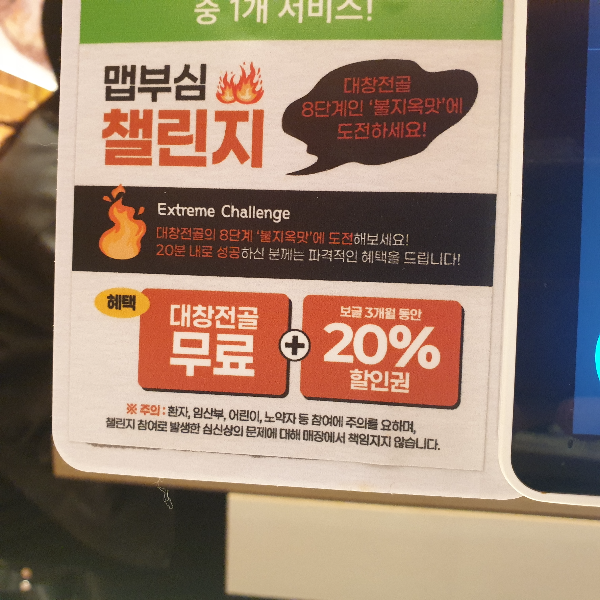 중 1개 서비스!
맵부심
챌린지
대창전골
8단계인 '불지옥맛'에
도전하세요!
Extreme Challenge
대창전골의 8단계 '불지옥맛'에 도전해보세요!
20분 내로 성공하신 분께는 파격적인 혜택을 드립니다!
혜택
대창전골
무료
+
보글 3개월 동안
20%
할인권
※ 주의 : 환자, 임산부, 어린이, 노약자 등 참여에 주의를 요하며,
챌린지 참여로 발생한 심신상의 문제에 대해 매장에서 책임지지 않습니다.